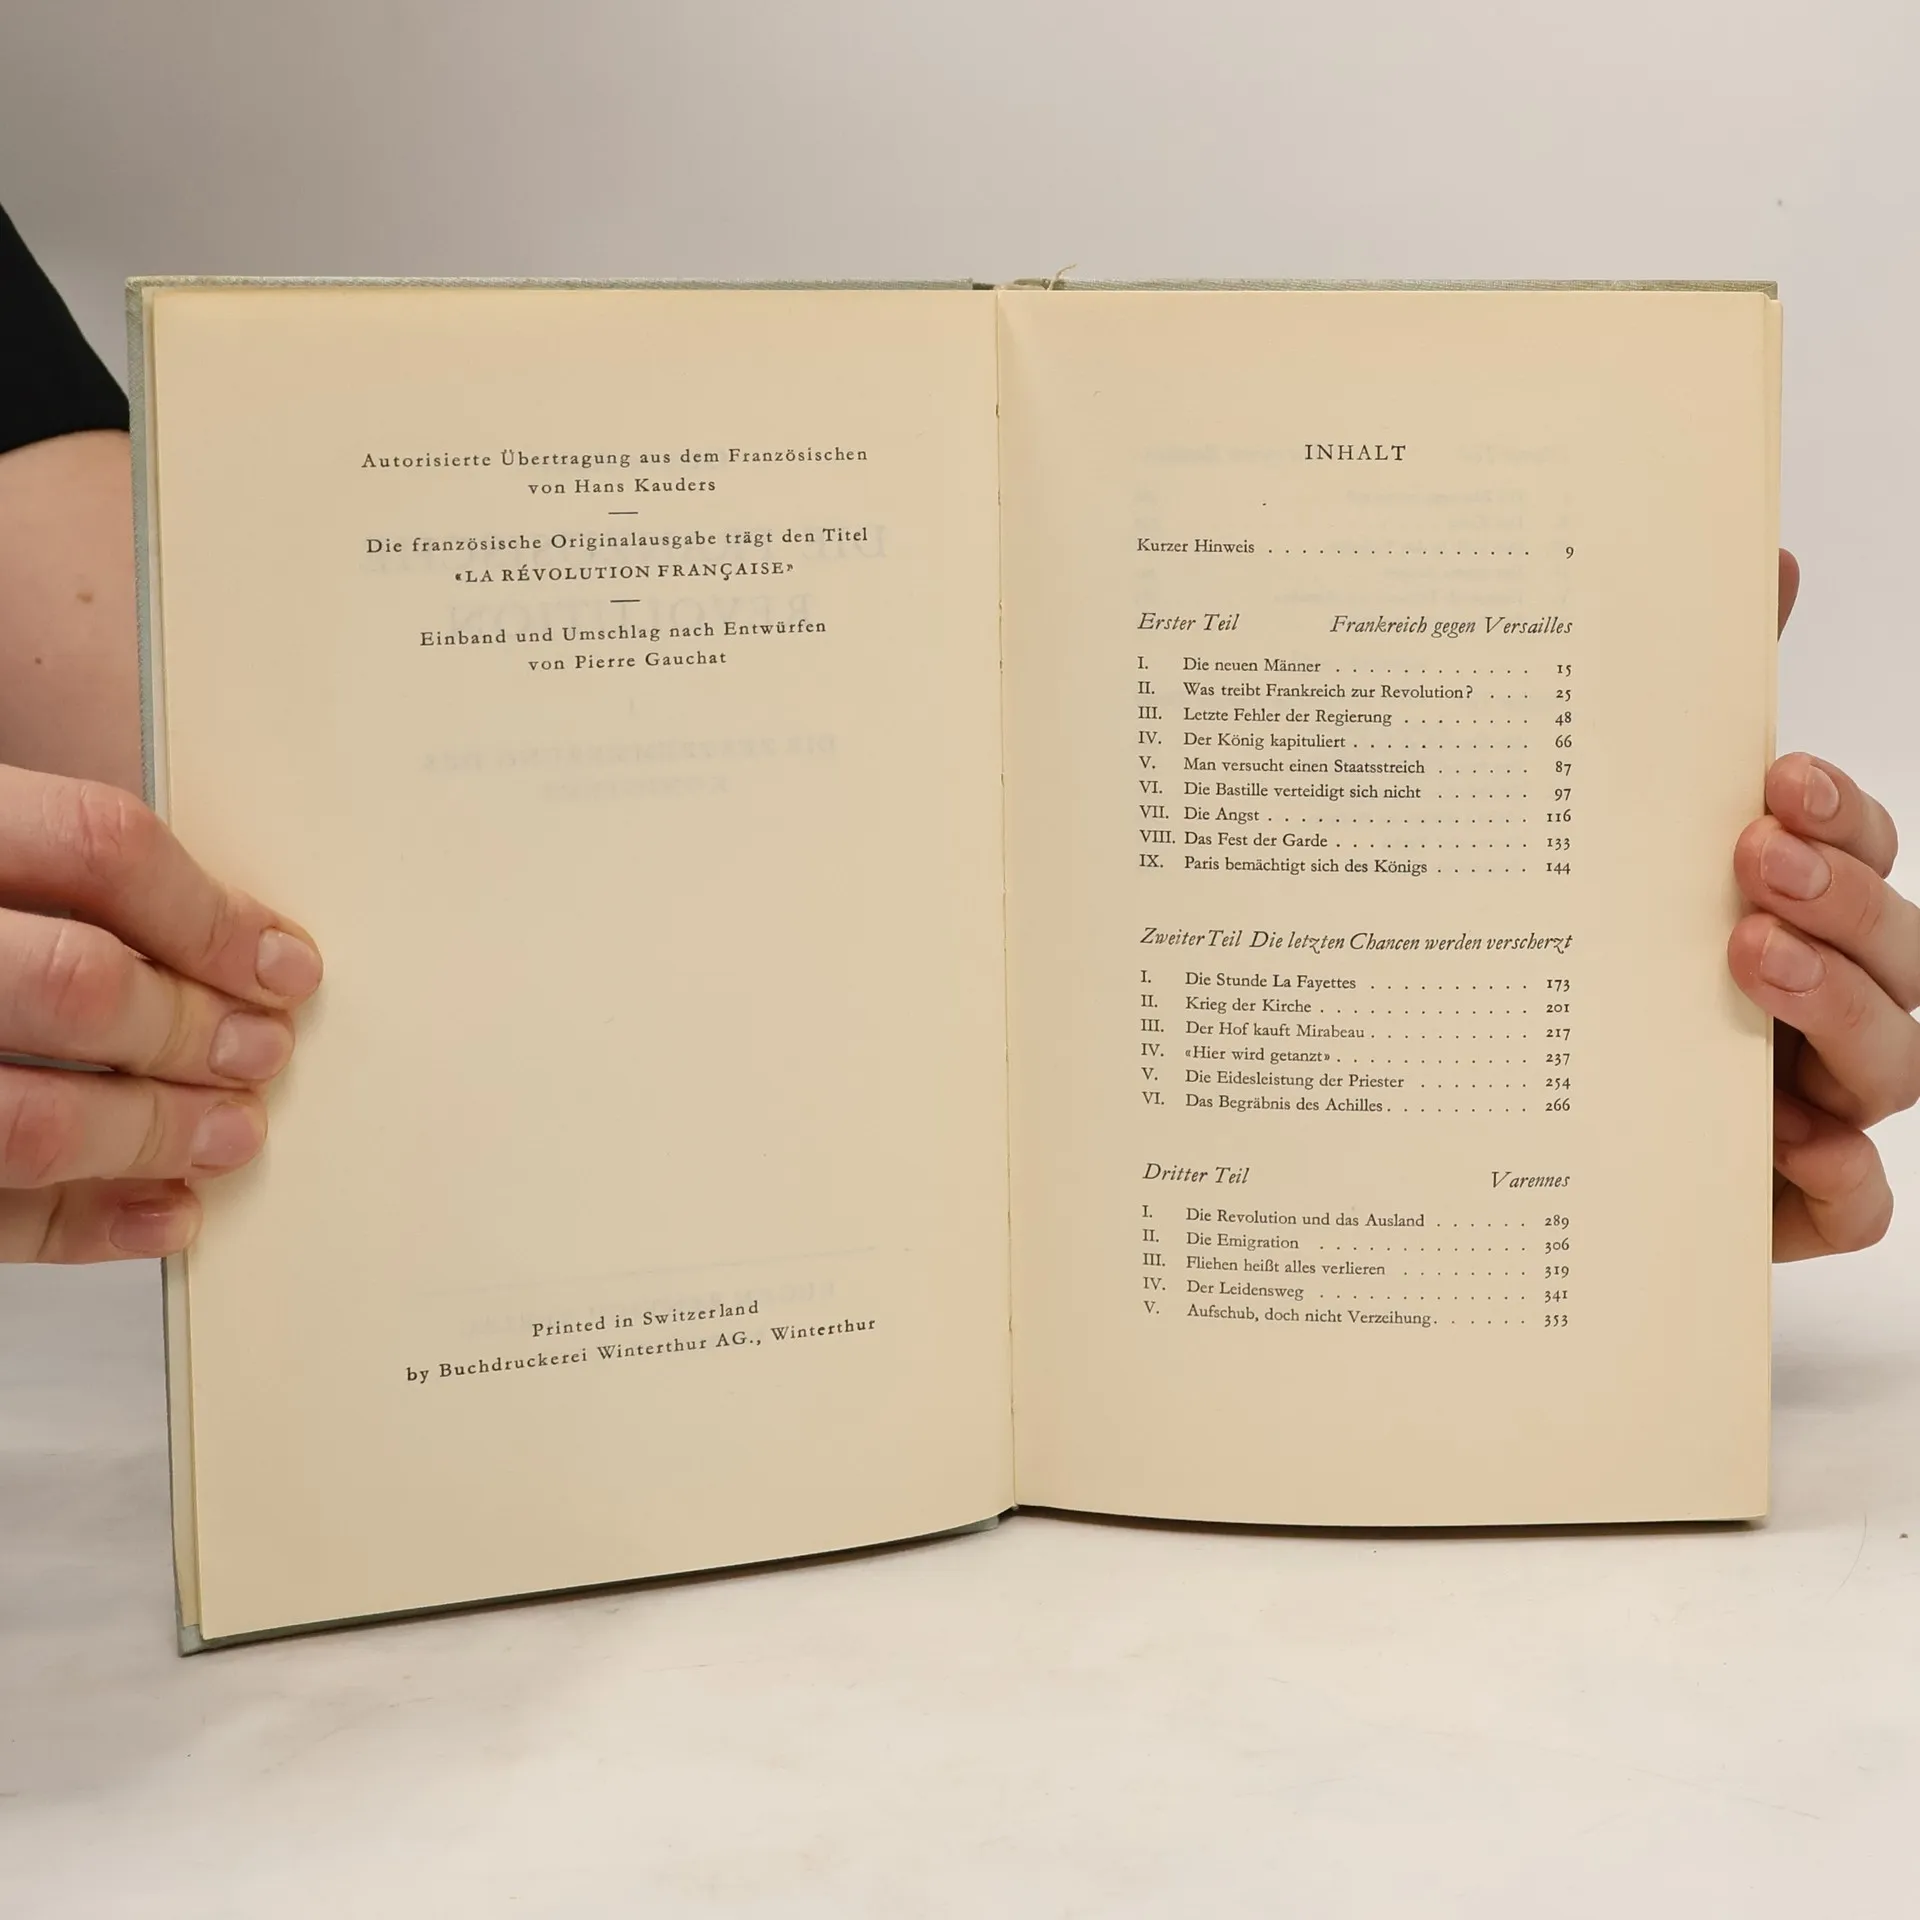 Autorisierte Übertragung aus dem Französischen
von Hans Kauders
Die französische Originalausgabe trägt den Titel
«LA RÉVOLUTION FRANÇAISE»
Einband und Umschlag nach Entwürfen
von Pierre Gauchat
Printed in Switzerland
by Buchdruckerei Winterthur AG., Winterthur
INHALT
Kurzer Hinweis . . . . . . . . . . . . . . . . 9
Erster Teil Frankreich gegen Versailles
I. Die neuen Männer . . . . . . . . . . . . 15
II. Was treibt Frankreich zur Revolution? . . . 25
III. Letzte Fehler der Regierung . . . . . . . . 48
IV. Der König kapituliert . . . . . . . . . . . 66
V. Man versucht einen Staatsstreich . . . . . . 87
VI. Die Bastille verteidigt sich nicht . . . . . . 97
VII. Die Angst . . . . . . . . . . . . . . . . 116
VIII. Das Fest der Garde . . . . . . . . . . . . 133
IX. Paris bemächtigt sich des Königs . . . . . . 144
Zweiter Teil Die letzten Chancen werden verscherzt
I. Die Stunde La Fayettes . . . . . . . . . . 173
II. Krieg der Kirche . . . . . . . . . . . . . 201
III. Der Hof kauft Mirabeau . . . . . . . . . . 217
IV. «Hier wird getanzt» . . . . . . . . . . . . 237
V. Die Eidesleistung der Priester . . . . . . . 254
VI. Das Begräbnis des Achilles . . . . . . . . . 266
Dritter Teil Varennes
I. Die Revolution und das Ausland . . . . . . 289
II. Die Emigration . . . . . . . . . . . . . 306
III. Fliehen heißt alles verlieren . . . . . . . . 319
IV. Der Leidensweg . . . . . . . . . . . . . 341
V. Aufschub, doch nicht Verzeihung . . . . . . 353